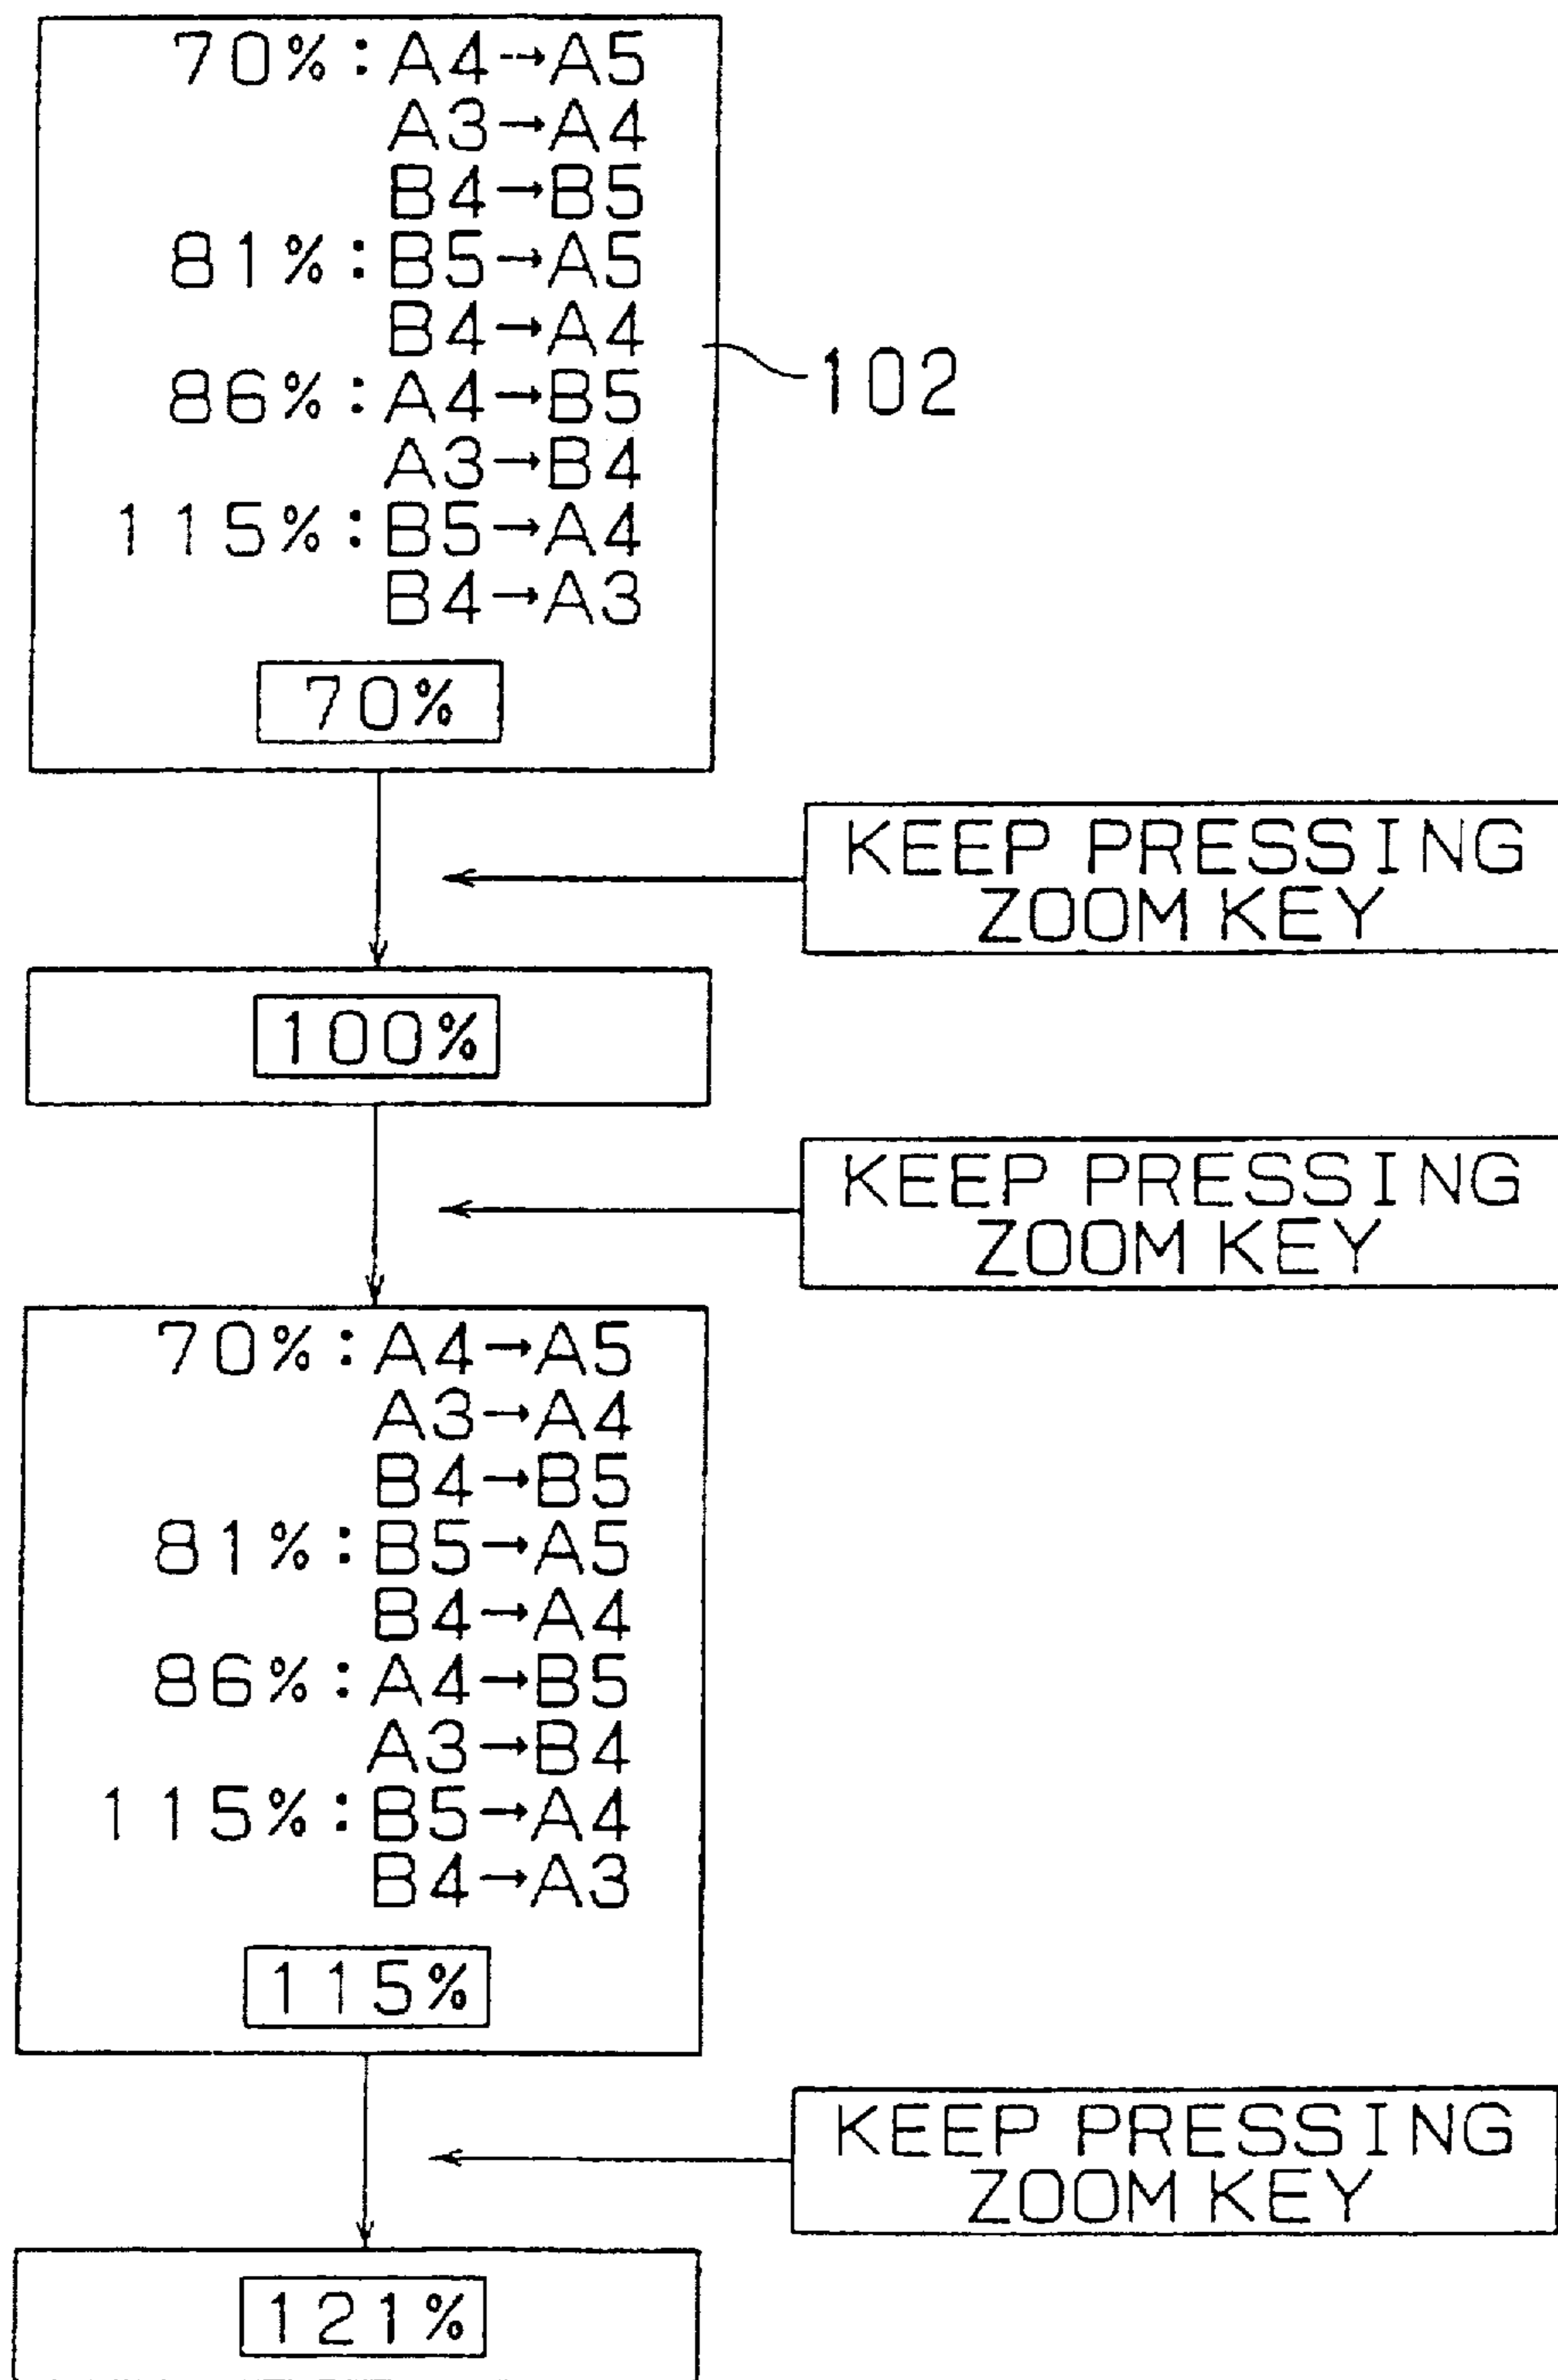 70%:A4→A5
A3→A4
B4→B5
81%:B5→A5
B4→A4
86%:A4→B5
A3→B4
115%:B5→A4
B4→A3
70%
102
KEEP PRESSING
ZOOM KEY
100%
KEEP PRESSING
ZOOM KEY
70%:A4→A5
A3→A4
B4→B5
81%:B5→A5
B4→A4
86%:A4→B5
A3→B4
115%:B5→A4
B4→A3
115%
KEEP PRESSING
ZOOM KEY
121%